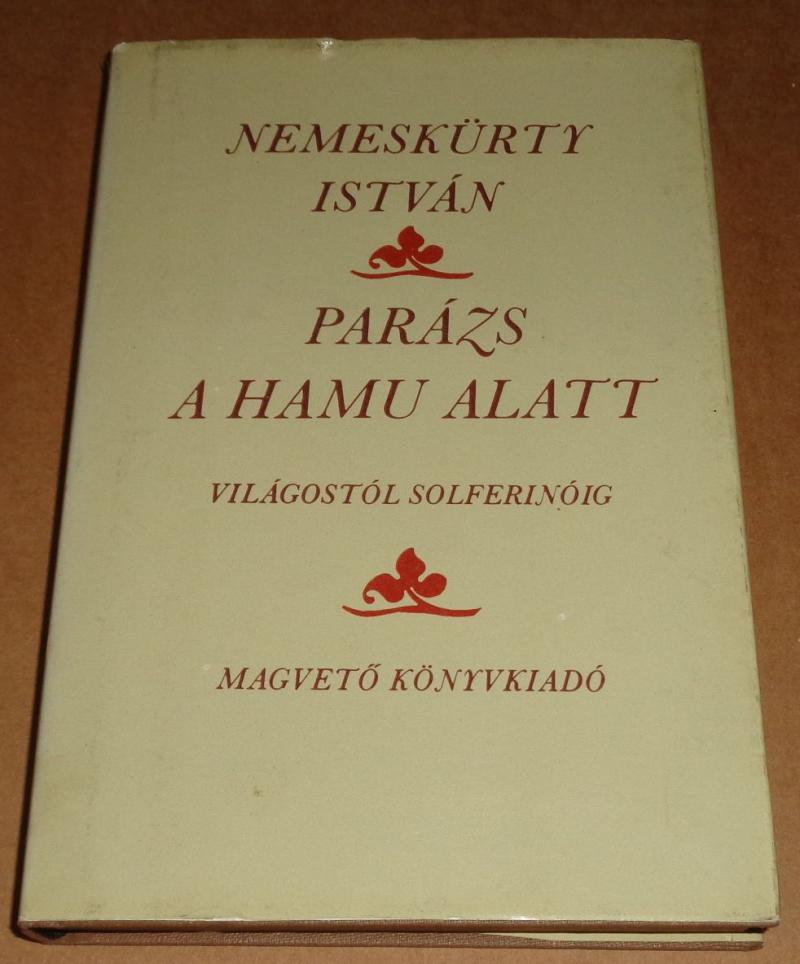 NEMESKÜRTY
ISTVÁN
PARÁZS
A HAMU ALATT
VILÁGOSTÓL SOLFERINÓIG
MAGVETŐ KÖNYVKIADÓ